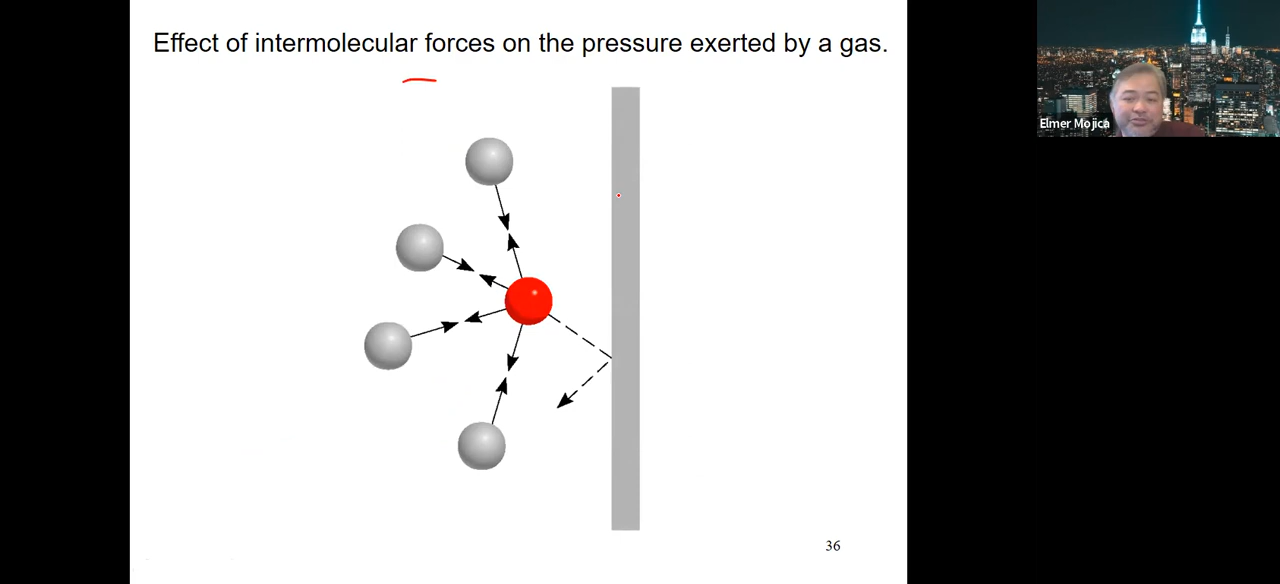 Effect of intermolecular forces on the pressure exerted by a gas.
Elmer Mojica
36